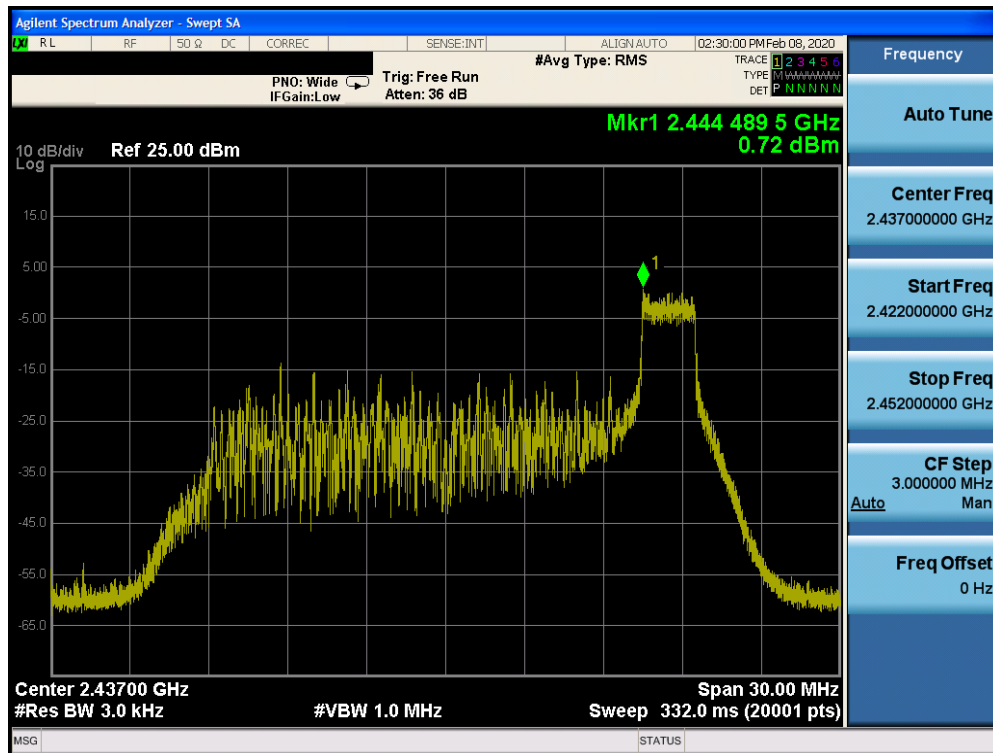 Agilent Spectrum Analyzer - Swept SA
LXI RL RF 50 Ω DC CORREC SENSE:INT ALIGN AUTO 02:30:00 PM Feb 08, 2020
#Avg Type: RMS
TRACE 1 2 3 4 5 6
TYPE M WWWWW
DET P N N N N N
PNO: Wide
IFGain:Low
Trig: Free Run
Atten: 36 dB
Mkr1 2.444 489 5 GHz
0.72 dBm
10 dB/div
Log
Ref 25.00 dBm
15.0
5.00
-5.00
-15.0
-25.0
-35.0
-45.0
-55.0
-65.0
1
Center 2.43700 GHz
Span 30.00 MHz
#Res BW 3.0 kHz
#VBW 1.0 MHz
Sweep 332.0 ms (20001 pts)
MSG
STATUS
Frequency
Auto Tune
Center Freq
2.437000000 GHz
Start Freq
2.422000000 GHz
Stop Freq
2.452000000 GHz
CF Step
3.000000 MHz
Auto Man
Freq Offset
0 Hz